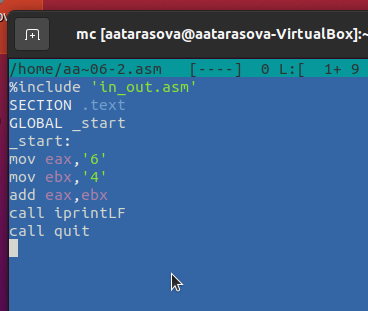 mc [aatarasova@aatarasova-VirtualBox]:~
/home/aa~06-2.asm   [----]  0 L:[  1+ 9
%include 'in_out.asm'
SECTION .text
GLOBAL _start
_start:
mov eax,'6'
mov ebx,'4'
add eax,ebx
call iprintLF
call quit